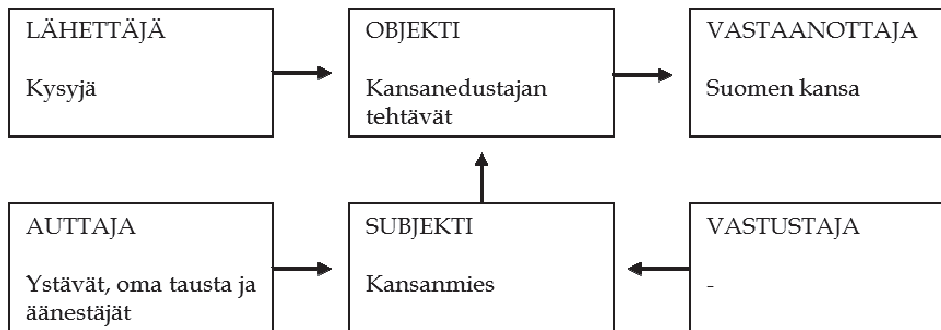 LÄHETTÄJÄ
Kysyjä
OBJEKTI
Kansanedustajan
tehtävät
VASTAANOTTAJA
Suomen kansa
AUTTAJA
Ystävät, oma tausta ja
äänestäjät
SUBJEKTI
Kansanmies
VASTUSTAJA
-